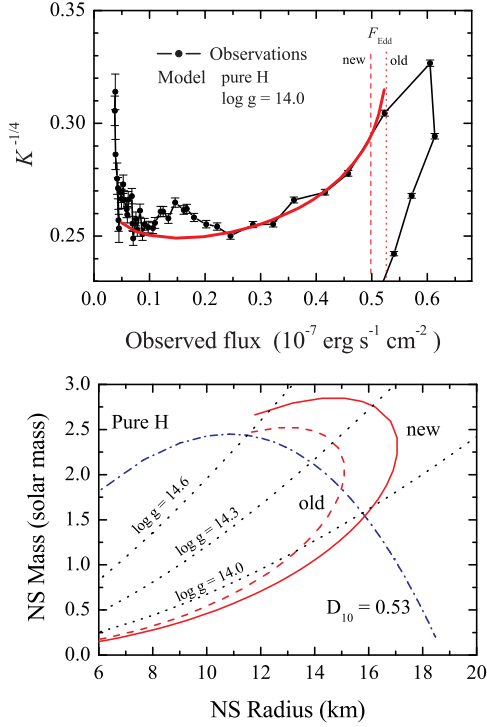 F_Edd
new old
Observations
Model pure H
log g = 14.0
K^-1/4
0.35
0.30
0.25
0.0 0.1 0.2 0.3 0.4 0.5 0.6
Observed flux (10^-7 erg s^-1 cm^-2)
Pure H
new
old
log g = 14.6
log g = 14.3
log g = 14.0
D_10 = 0.53
NS Mass (solar mass)
3.0
2.5
2.0
1.5
1.0
0.5
0.0
6 8 10 12 14 16 18 20
NS Radius (km)